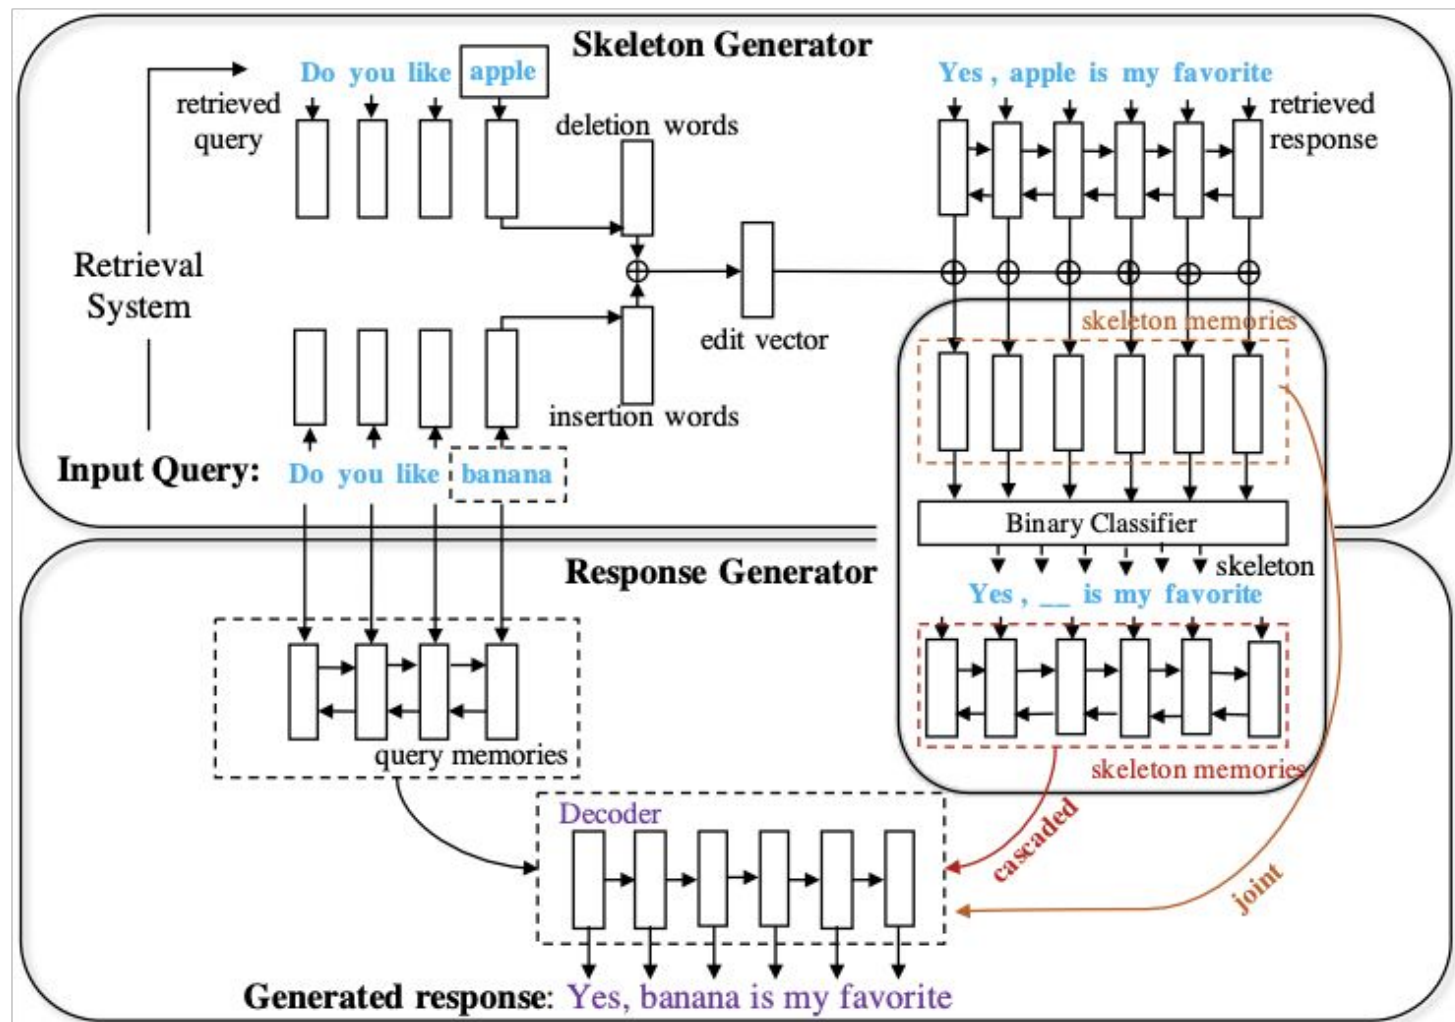 Skeleton Generator
Do you like apple
retrieved
query
deletion words
Yes , apple is my favorite
retrieved
response
Retrieval
System
edit vector
insertion words
skeleton memories
Input Query: Do you like banana
Binary Classifier
skeleton
Yes , __ is my favorite
Response Generator
query memories
skeleton memories
Decoder
cascaded
joint
Generated response: Yes, banana is my favorite